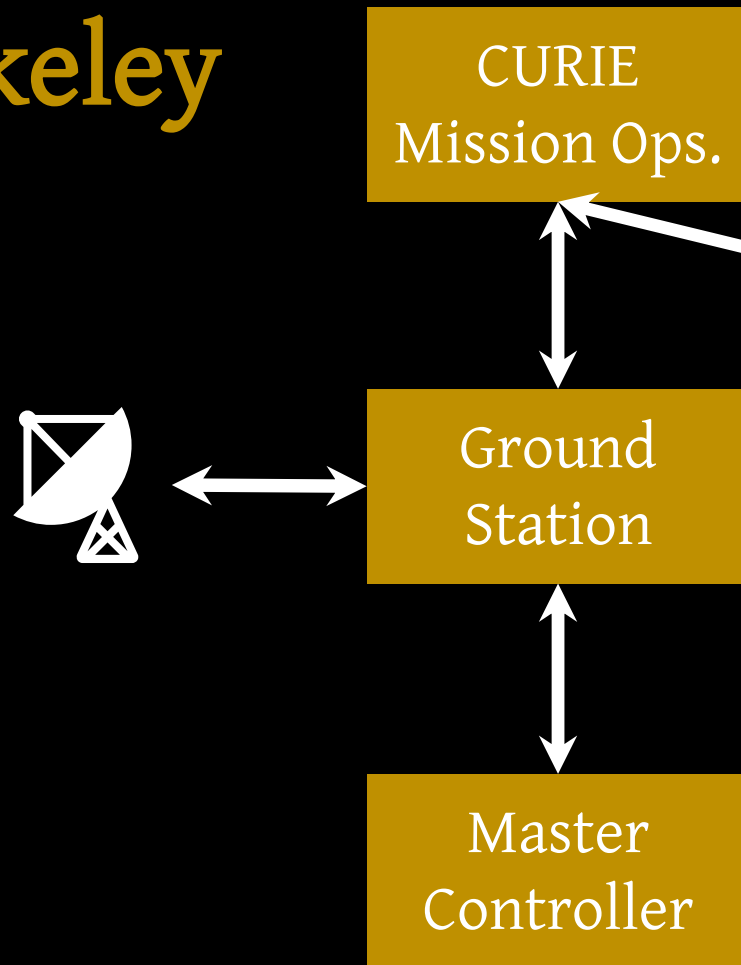 keley
CURIE
Mission Ops.
Ground
Station
Master
Controller